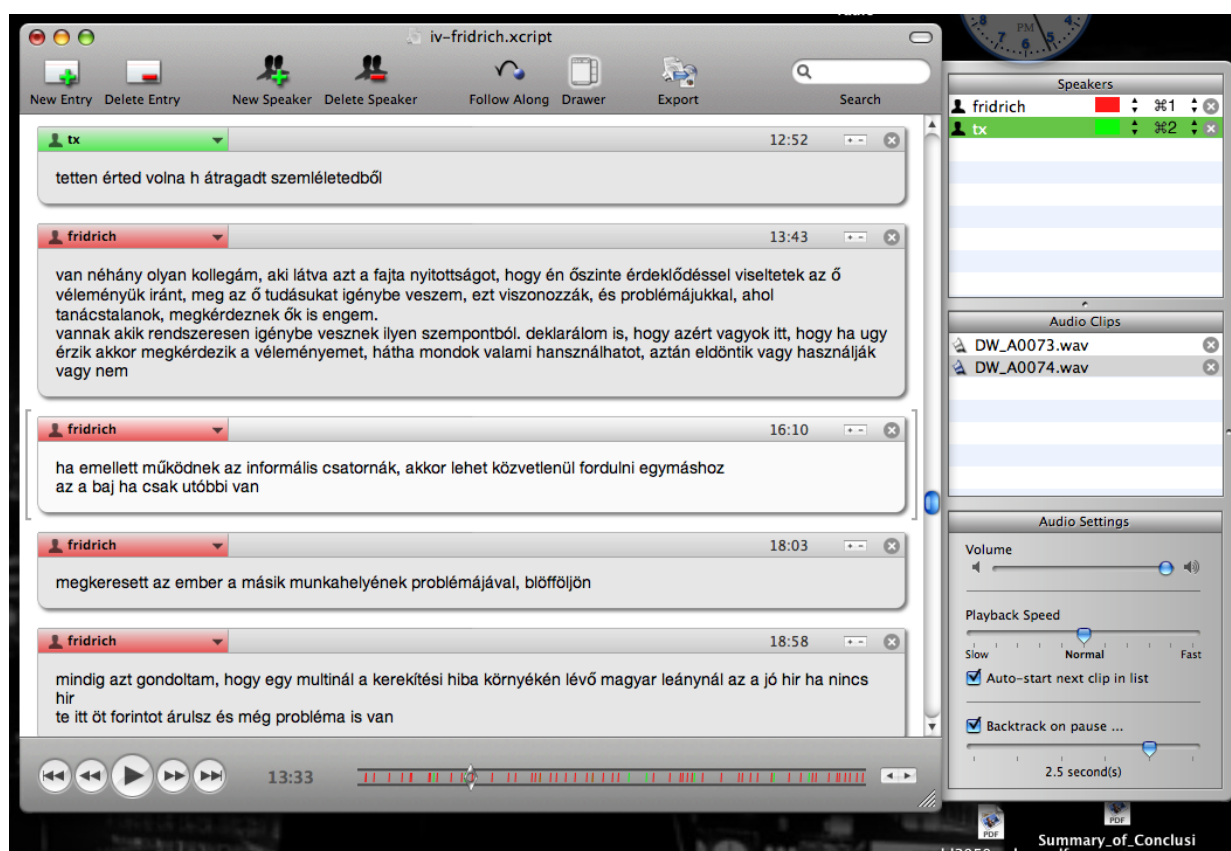 iv-fridrich.xcript
New Entry Delete Entry New Speaker Delete Speaker Follow Along Drawer Export Search
tx 12:52
tetten érted volna h átragadt szemléletedből
fridrich 13:43
van néhány olyan kollegám, aki látva azt a fajta nyitottságot, hogy én őszinte érdeklődéssel viseltetek az ő
véleményük iránt, meg az ő tudásukat igénybe veszem, ezt viszonozzák, és problémájukkal, ahol
tanácstalanok, megkérdeznek ők is engem.
vannak akik rendszeresen igénybe vesznek ilyen szempontból. deklarálom is, hogy azért vagyok itt, hogy ha ugy
érzik akkor megkérdezik a véleményemet, hátha mondok valami hansználhatot, aztán eldöntik vagy használják
vagy nem
fridrich 16:10
ha emellett működnek az informális csatornák, akkor lehet közvetlenül fordulni egymáshoz
az a baj ha csak utóbbi van
fridrich 18:03
megkeresett az ember a másik munkahelyének problémájával, blöfföljön
fridrich 18:58
mindig azt gondoltam, hogy egy multinál a kerekítési hiba környékén lévő magyar leánynál az a jó hir ha nincs
hir
te itt öt forintot árulsz és még probléma is van
13:33
8 PM 4
7 6 5
Speakers
fridrich ⌘1
tx ⌘2
Audio Clips
DW_A0073.wav
DW_A0074.wav
Audio Settings
Volume
Playback Speed
Slow Normal Fast
Auto-start next clip in list
Backtrack on pause ...
2.5 second(s)
PDF PDF
Summary_of_Conclusi